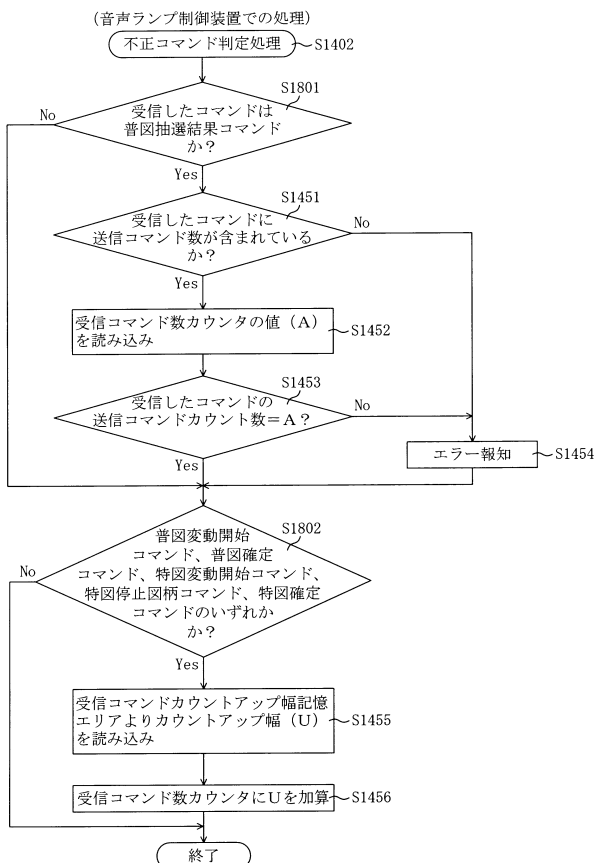 (音声ランプ制御装置での処理)
不正コマンド判定処理
S1402
S1801
受信したコマンドは
普図抽選結果コマンド
か？
No
Yes
S1451
受信したコマンドに
送信コマンド数が含まれている
か？
No
Yes
受信コマンド数カウンタの値（A）
を読み込み
S1452
S1453
受信したコマンドの
送信コマンドカウント数＝A？
No
Yes
エラー報知
S1454
S1802
普図変動開始
コマンド、普図確定
コマンド、特図変動開始コマンド、
特図停止図柄コマンド、特図確定
コマンドのいずれか
か？
No
Yes
受信コマンドカウントアップ幅記憶
エリアよりカウントアップ幅（U）
を読み込み
S1455
受信コマンド数カウンタにUを加算
S1456
終了